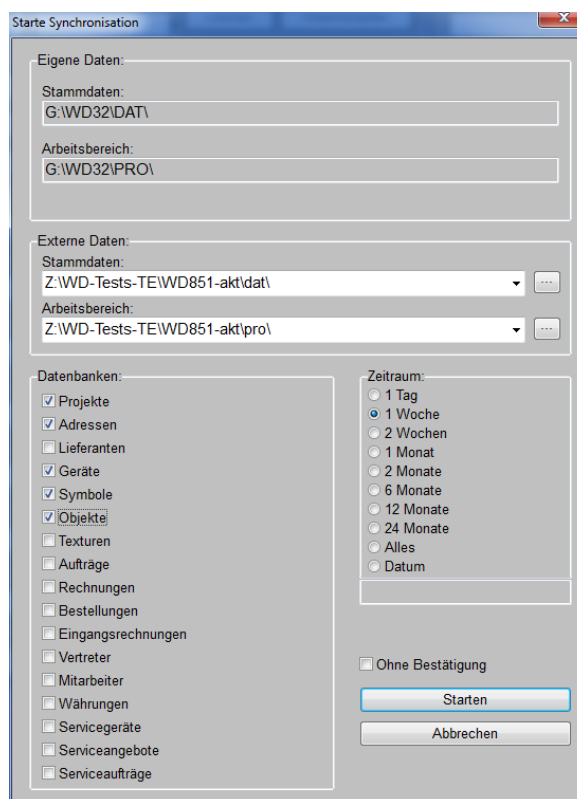 Starte Synchronisation
Eigene Daten:
Stammdaten:
G:\WD32\DAT\
Arbeitsbereich:
G:\WD32\PRO\
Externe Daten:
Stammdaten:
Z:\WD-Tests-TE\WD851-akt\dat\
...
Arbeitsbereich:
Z:\WD-Tests-TE\WD851-akt\pro\
...
Datenbanken:
Projekte
Adressen
Lieferanten
Geräte
Symbole
Objekte
Texturen
Aufträge
Rechnungen
Bestellungen
Eingangsrechnungen
Vertreter
Mitarbeiter
Währungen
Servicegeräte
Serviceangebote
Serviceaufträge
Zeitraum:
1 Tag
1 Woche
2 Wochen
1 Monat
2 Monate
6 Monate
12 Monate
24 Monate
Alles
Datum
Ohne Bestätigung
Starten
Abbrechen